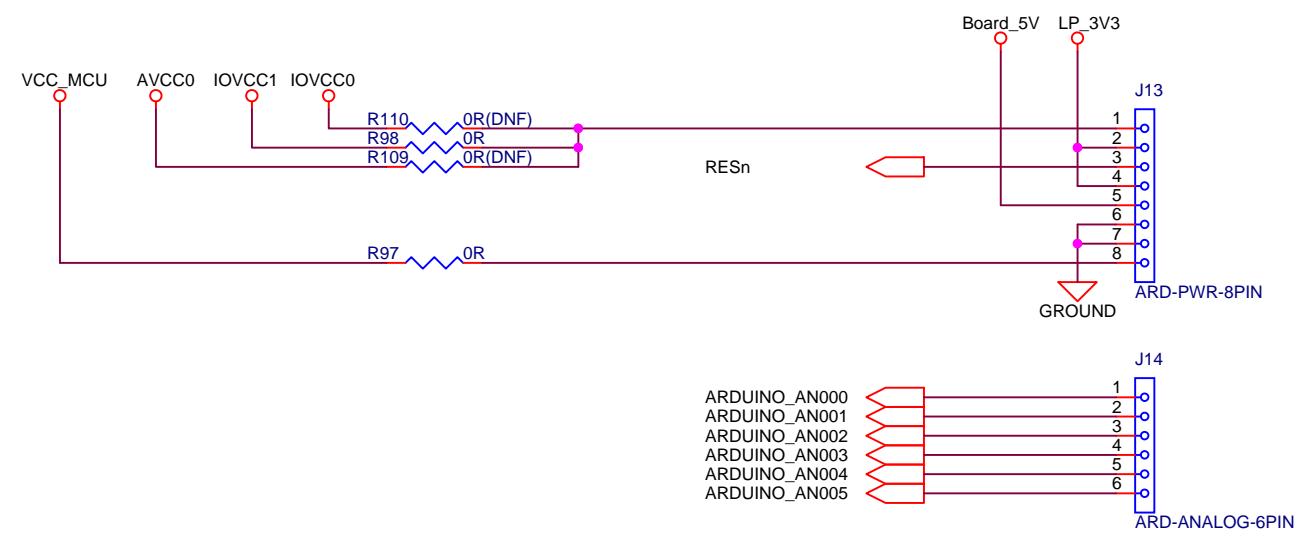 Board_5V LP_3V3
VCC_MCU AVCC0 IOVCC1 IOVCC0
J13
R110 0R(DNF) 1
R98 0R 2
R109 0R(DNF) RESn 3
4
5
6
7
R97 0R 8
ARD-PWR-8PIN
GROUND
J14
ARDUINO_AN000 1
ARDUINO_AN001 2
ARDUINO_AN002 3
ARDUINO_AN003 4
ARDUINO_AN004 5
ARDUINO_AN005 6
ARD-ANALOG-6PIN